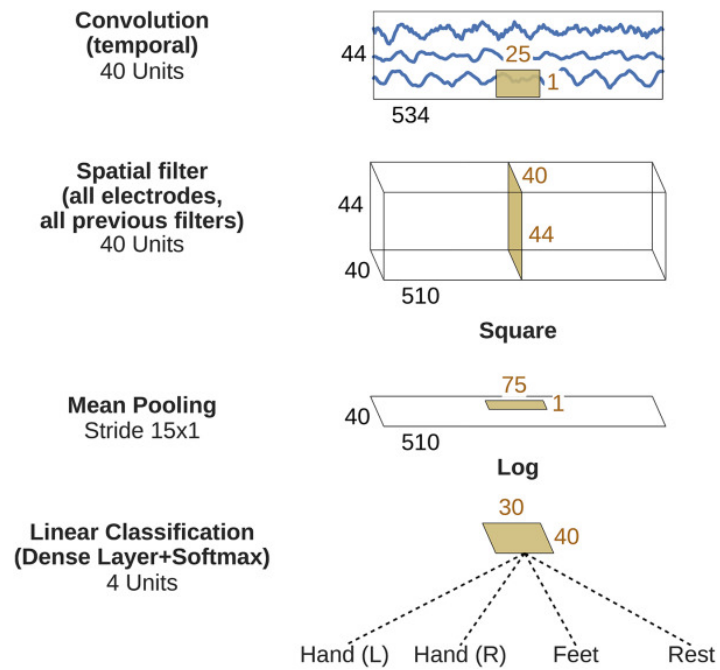 Convolution
(temporal)
40 Units
44
25
1
534
Spatial filter
(all electrodes,
all previous filters)
40 Units
44
40
44
40
510
Square
Mean Pooling
Stride 15x1
75
40
1
510
Log
Linear Classification
(Dense Layer+Softmax)
4 Units
30
40
Hand (L) Hand (R) Feet Rest